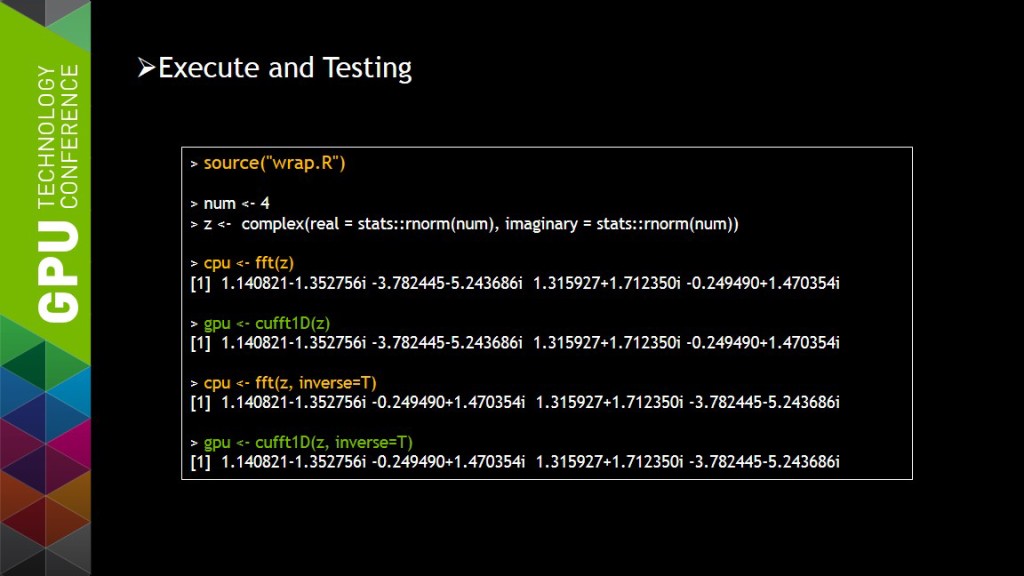 GPU TECHNOLOGY
CONFERENCE
➢Execute and Testing
> source("wrap.R")
> num <- 4
> z <-  complex(real = stats::rnorm(num), imaginary = stats::rnorm(num))
> cpu <- fft(z)
[1]  1.140821-1.352756i -3.782445-5.243686i  1.315927+1.712350i -0.249490+1.470354i
> gpu <- cufft1D(z)
[1]  1.140821-1.352756i -3.782445-5.243686i  1.315927+1.712350i -0.249490+1.470354i
> cpu <- fft(z, inverse=T)
[1]  1.140821-1.352756i -0.249490+1.470354i  1.315927+1.712350i -3.782445-5.243686i
> gpu <- cufft1D(z, inverse=T)
[1]  1.140821-1.352756i -0.249490+1.470354i  1.315927+1.712350i -3.782445-5.243686i